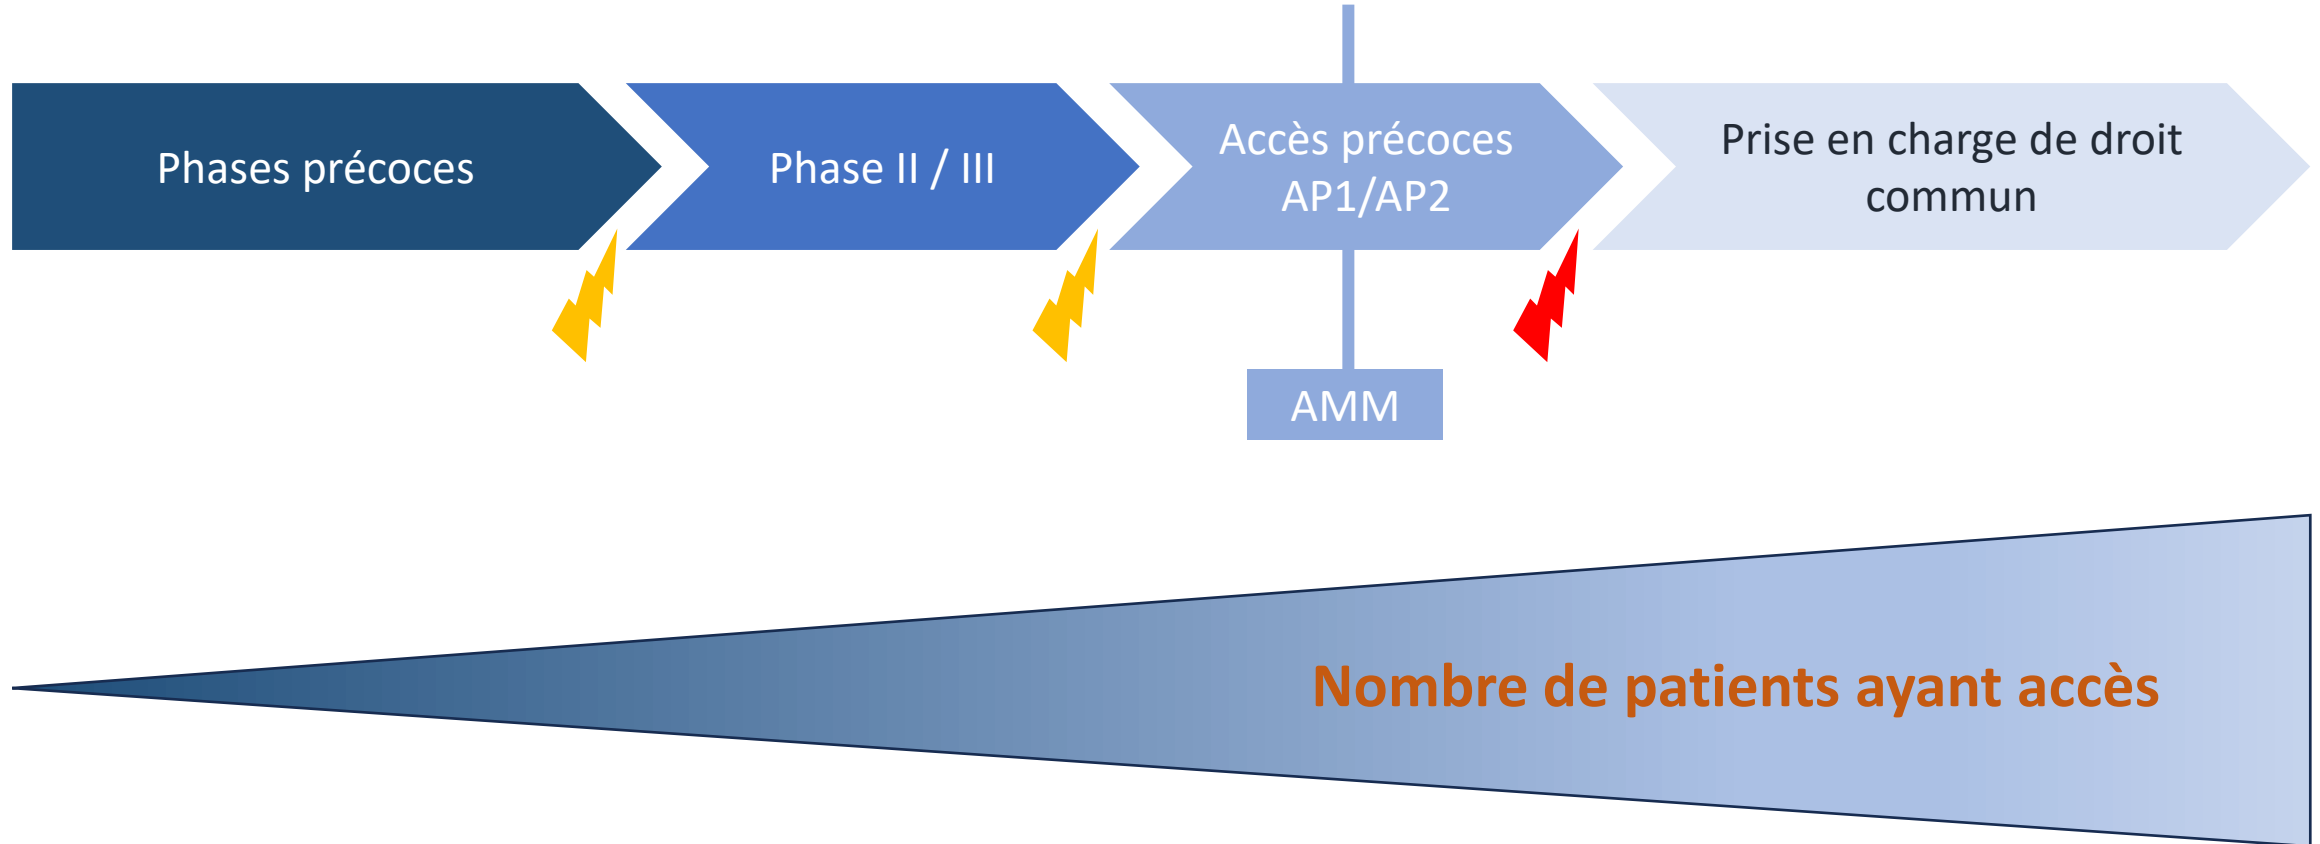 Phases précoces
Phase II / III
Accès précoces
AP1/AP2
Prise en charge de droit
commun
AMM
Nombre de patients ayant accès